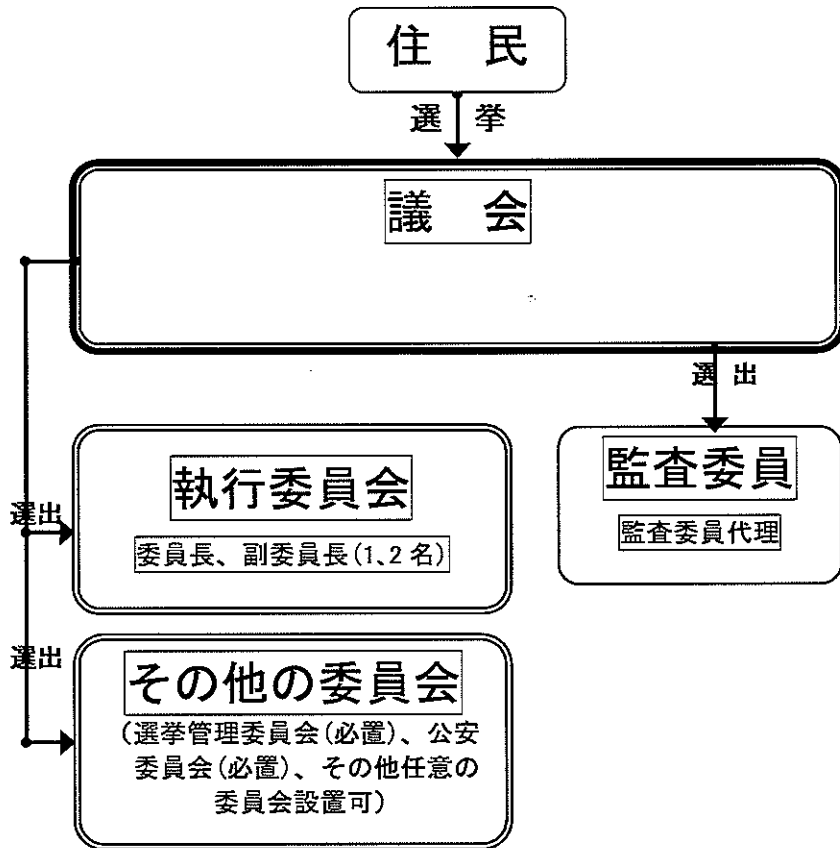 住　民
選　挙
議　会
選 出
執行委員会
委員長、副委員長(1、2 名)
監査委員
監査委員代理
選出
選出
その他の委員会
(選挙管理委員会(必置)、公安
委員会(必置)、その他任意の
委員会設置可)